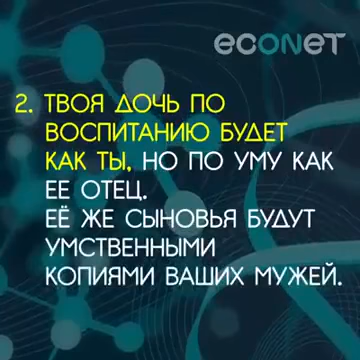 econet
2. ТВОЯ ДОЧЬ ПО
ВОСПИТАНИЮ БУДЕТ
КАК ТЫ, НО ПО УМУ КАК
ЕЕ ОТЕЦ.
ЕЁ ЖЕ СЫНОВЬЯ БУДУТ
УМСТВЕННЫМИ
КОПИЯМИ ВАШИХ МУЖЕЙ.